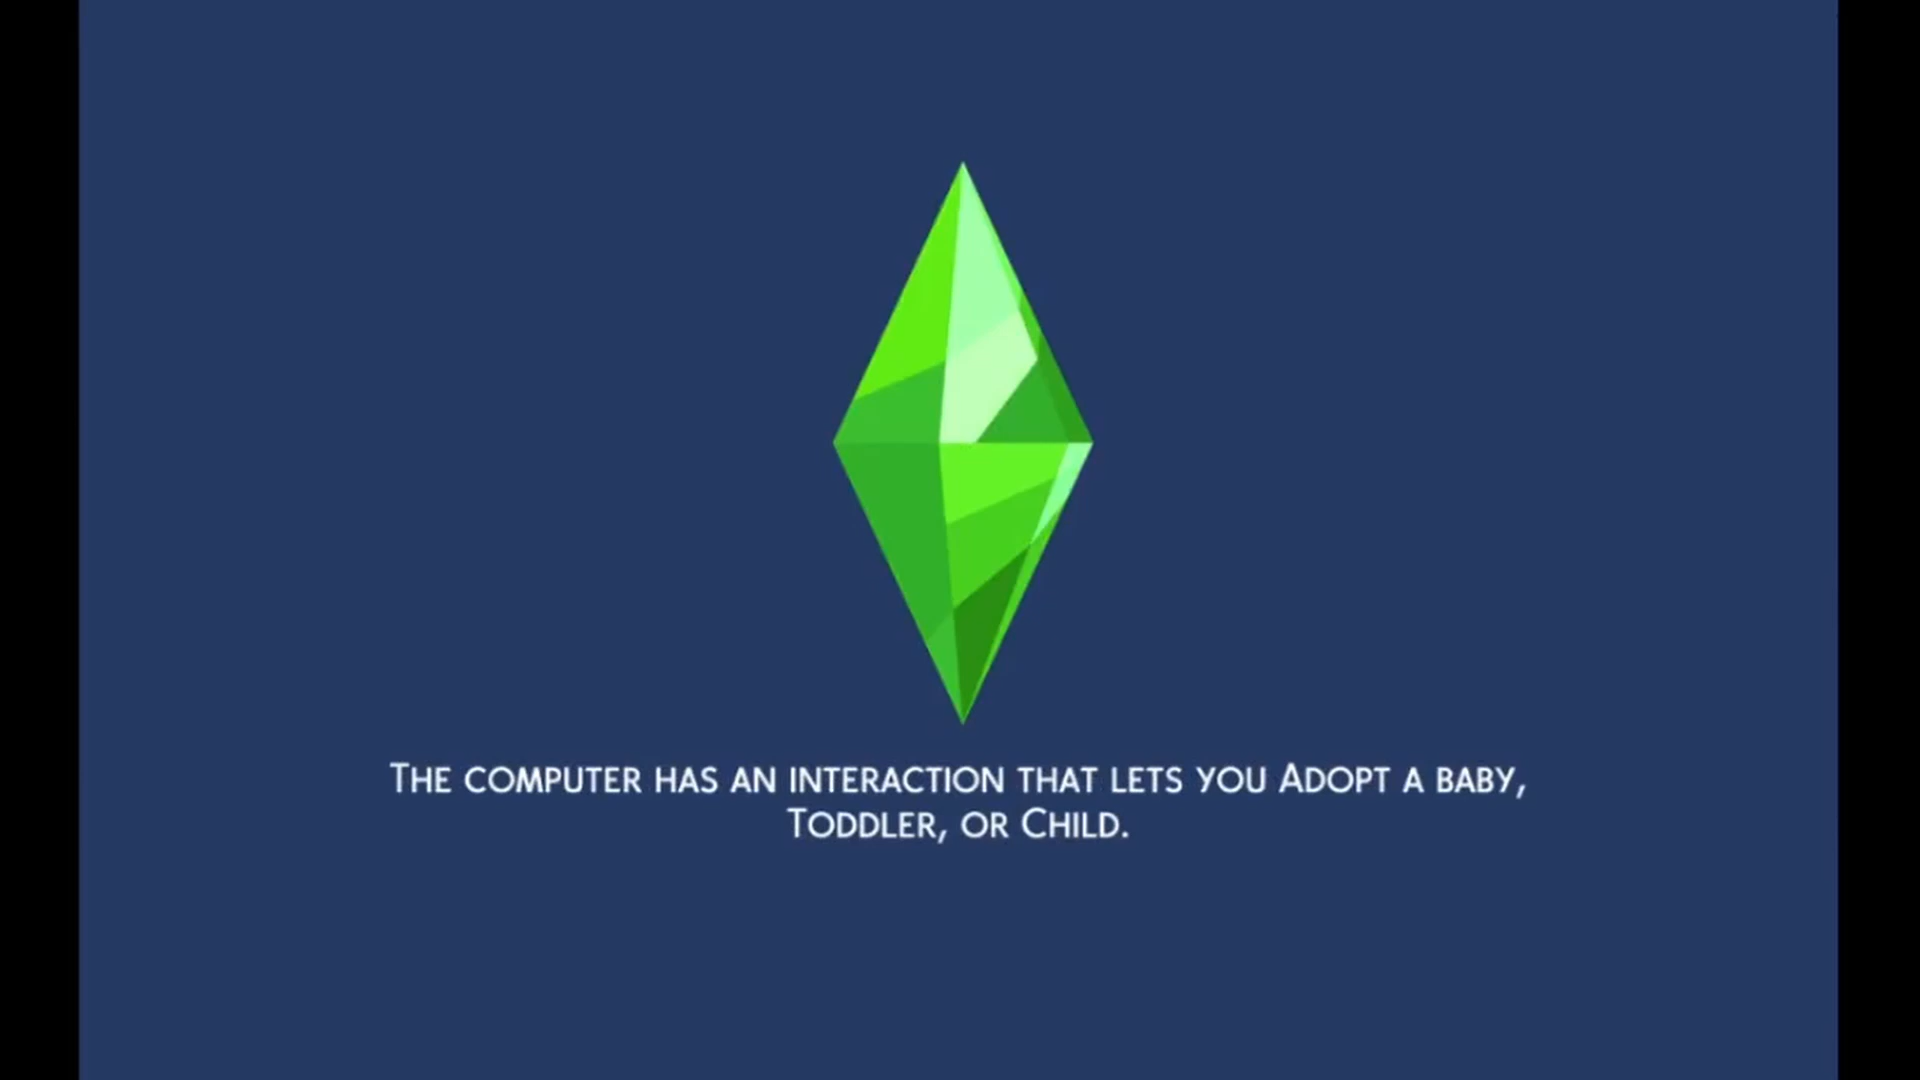 The computer has an interaction that lets you Adopt a baby,
Toddler, or Child.